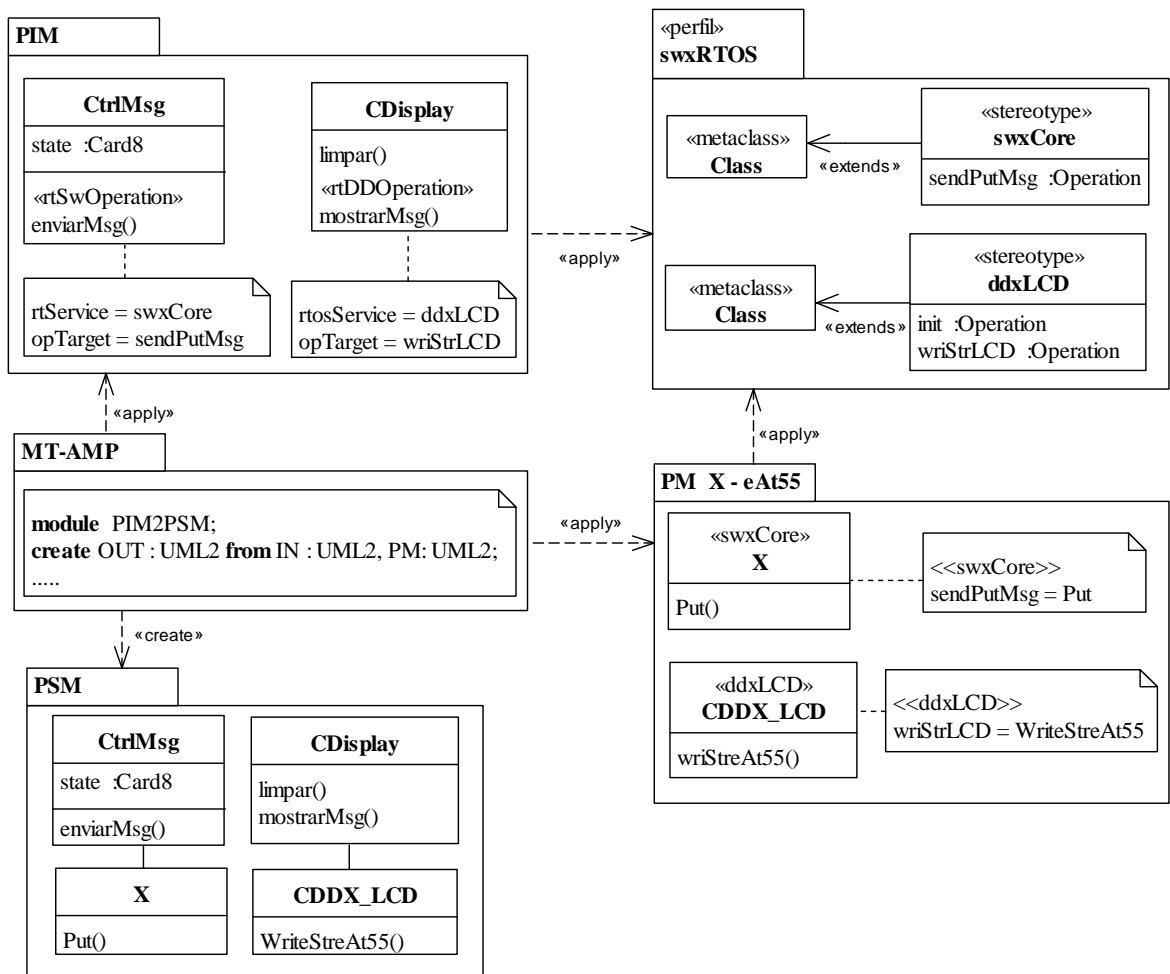 PIM
CtrlMsg
state :Card8
«rtSwOperation»
enviarMsg()
rtService = swxCore
opTarget = sendPutMsg
CDisplay
limpar()
«rtDDOperation»
mostrarMsg()
rtosService = ddxLCD
opTarget = wriStrLCD
«apply»
«perfil»
swxRTOS
«metaclass»
Class
«extends»
«stereotype»
swxCore
sendPutMsg :Operation
«metaclass»
Class
«extends»
«stereotype»
ddxLCD
init :Operation
wriStrLCD :Operation
«apply»
«apply»
MT-AMP
module PIM2PSM;
create OUT : UML2 from IN : UML2, PM: UML2;
.....
«apply»
«create»
PM X - eAt55
«swxCore»
X
Put()
<<swxCore>>
sendPutMsg = Put
«ddxLCD»
CDDX_LCD
wriStreAt55()
<<ddxLCD>>
wriStrLCD = WriteStreAt55
PSM
CtrlMsg
state :Card8
enviarMsg()
X
Put()
CDisplay
limpar()
mostrarMsg()
CDDX_LCD
WriteStreAt55()